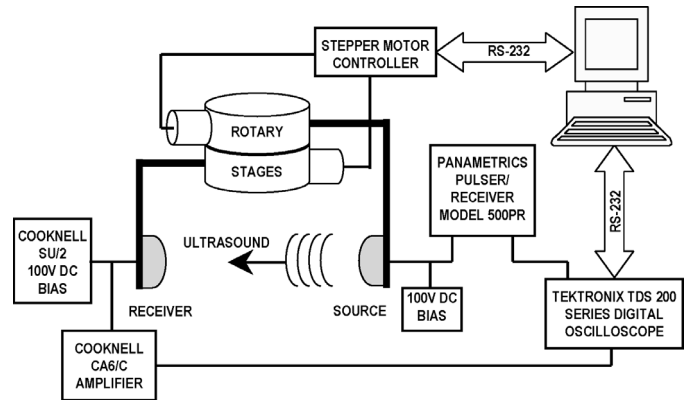 STEPPER MOTOR
CONTROLLER
RS-232
ROTARY
STAGES
PANAMETRICS
PULSER/
RECEIVER
MODEL 500PR
RS-232
COOKNELL
SU/2
100V DC
BIAS
ULTRASOUND
RECEIVER
SOURCE
100V DC
BIAS
TEKTRONIX TDS 200
SERIES DIGITAL
OSCILLOSCOPE
COOKNELL
CA6/C
AMPLIFIER